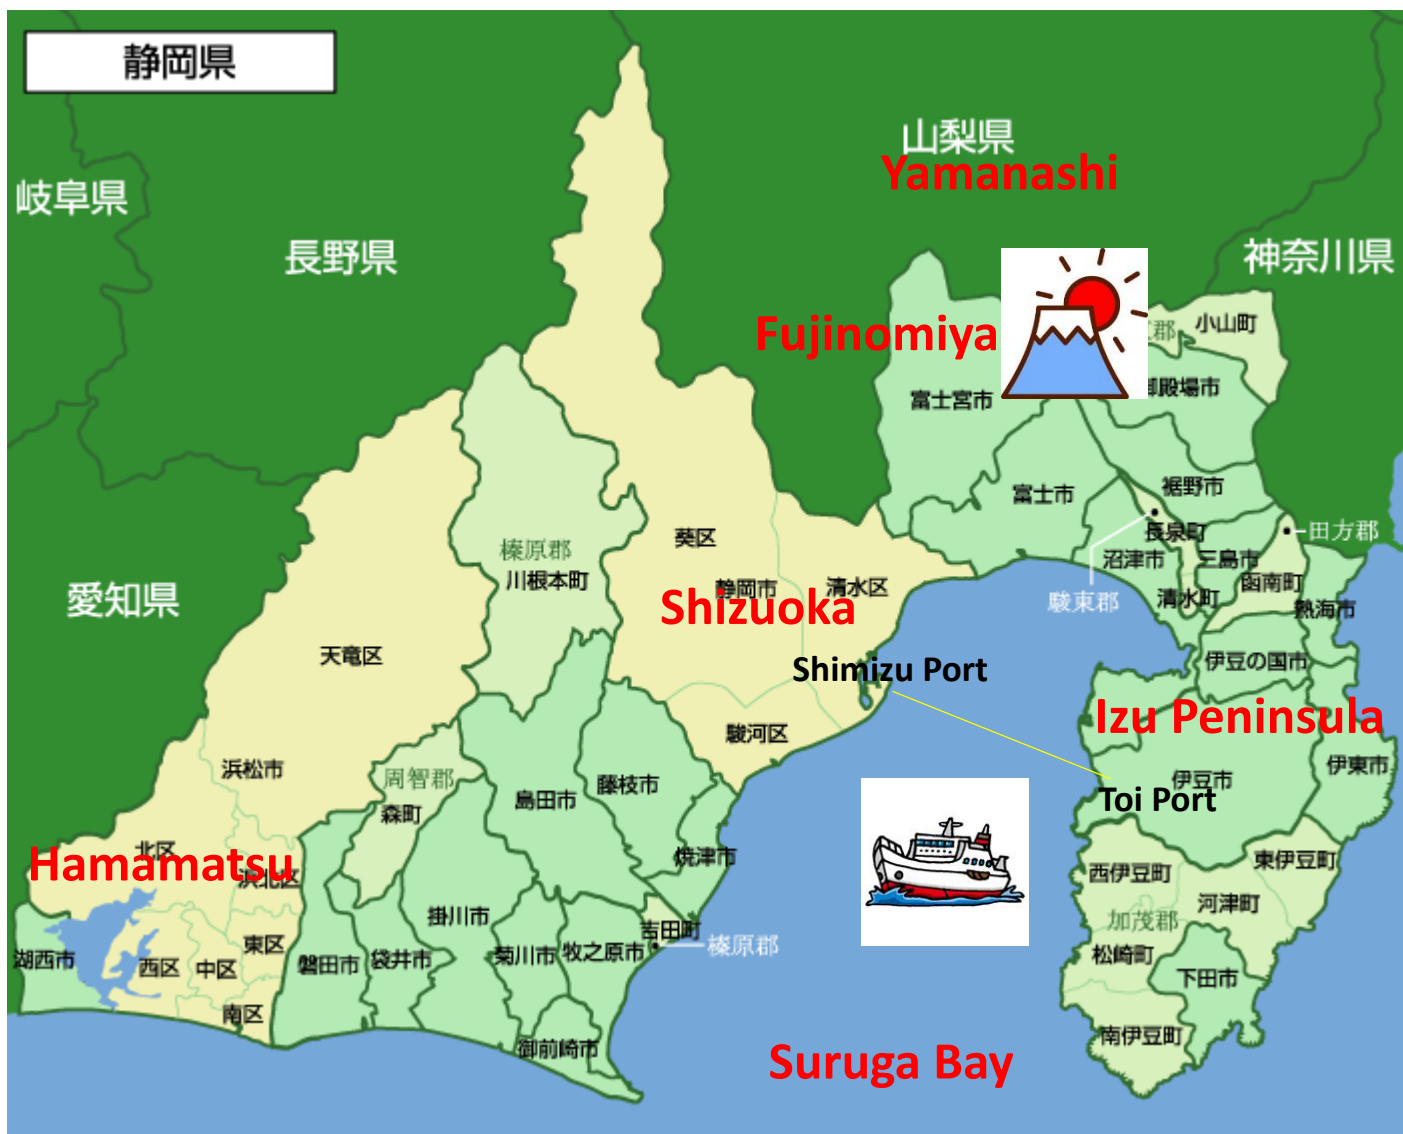 静岡県
山梨県
Yamanashi
岐阜県
長野県
神奈川県
Fujinomiya
郡
小山町
富士宮市
御殿場市
富士市
裾野市
葵区
榛原郡
川根本町
長泉町
田方郡
沼津市
三島市
静岡市
清水区
函南町
駿東郡
清水町
熱海市
愛知県
Shizuoka
天竜区
Shimizu Port
伊豆の国市
Izu Peninsula
駿河区
浜松市
周智郡
藤枝市
伊豆市
伊東市
島田市
Toi Port
森町
北区
Hamamatsu
浜北区
焼津市
東伊豆町
西伊豆町
河津町
掛川市
吉田町
加茂郡
湖西市
東区
西区
中区
磐田市
袋井市
菊川市
牧之原市
榛原郡
松崎町
下田市
南区
御前崎市
南伊豆町
Suruga Bay